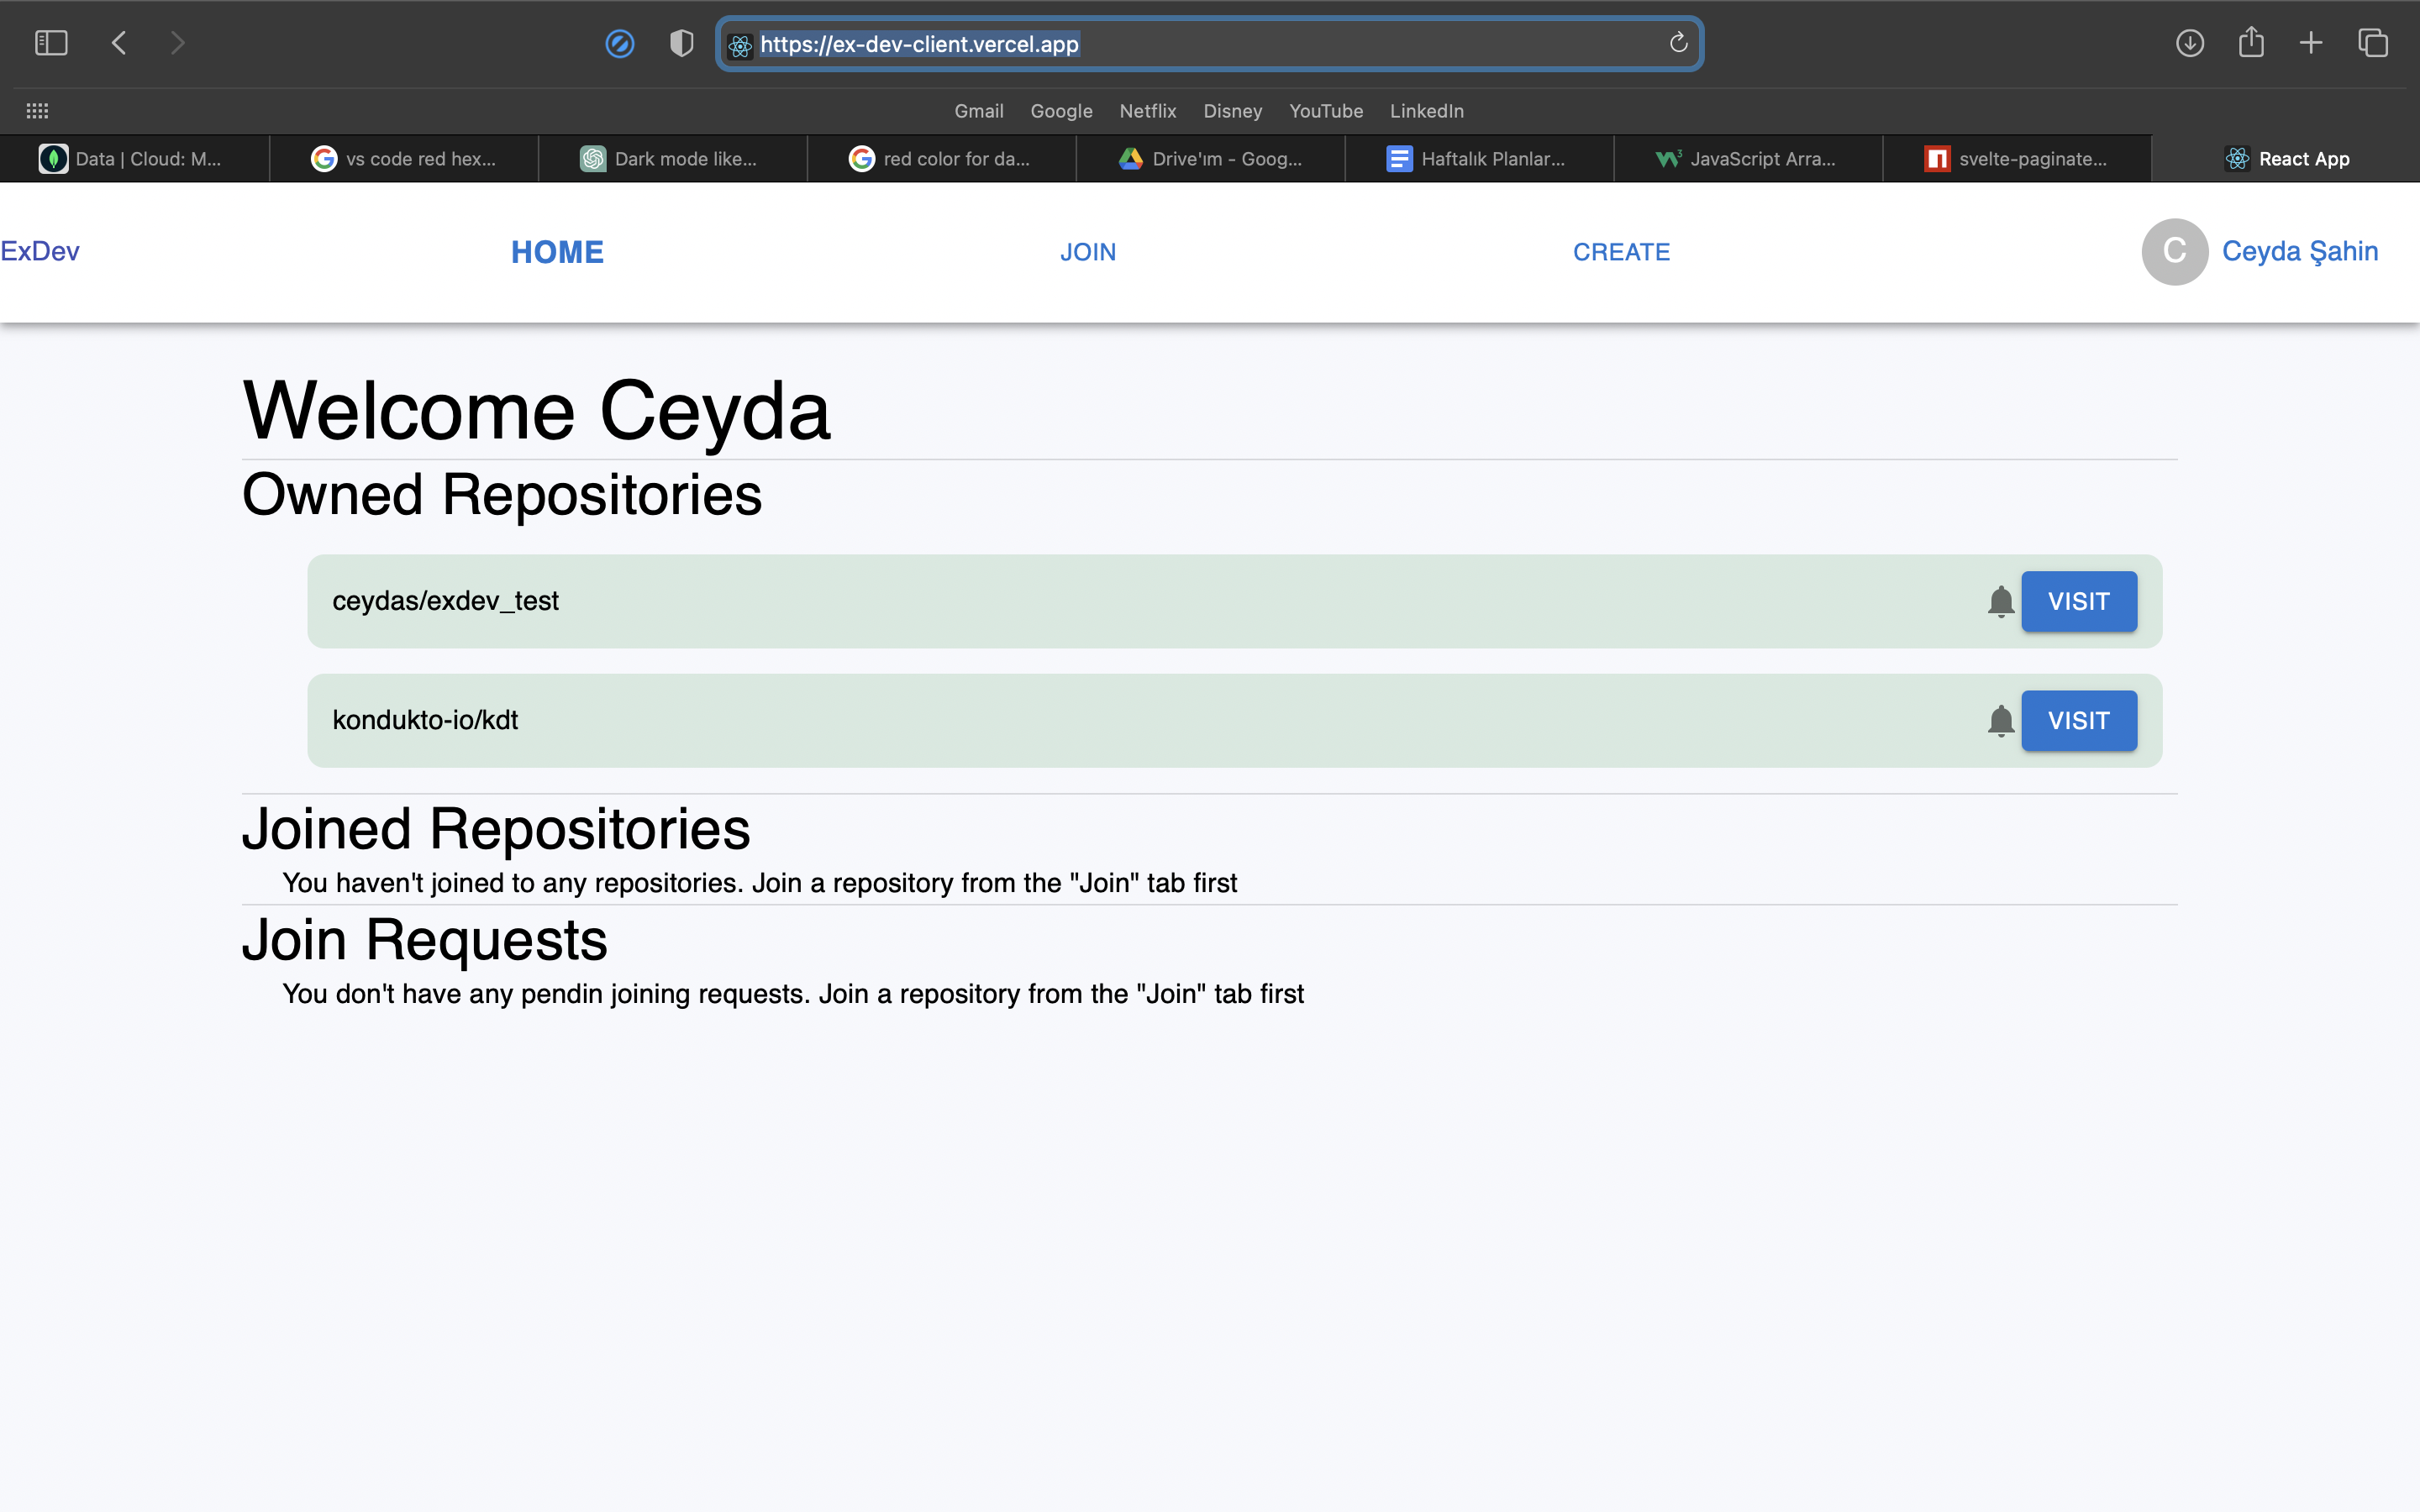 https://ex-dev-client.vercel.app
Gmail Google Netflix Disney YouTube LinkedIn
Data | Cloud: M... vs code red hex... Dark mode like... red color for da... Drive'ım - Goog... Haftalık Planlar... JavaScript Arra... svelte-paginate... React App
ExDev HOME JOIN CREATE C Ceyda Şahin
Welcome Ceyda
Owned Repositories
ceydas/exdev_test VISIT
kondukto-io/kdt VISIT
Joined Repositories
You haven't joined to any repositories. Join a repository from the "Join" tab first
Join Requests
You don't have any pendin joining requests. Join a repository from the "Join" tab first